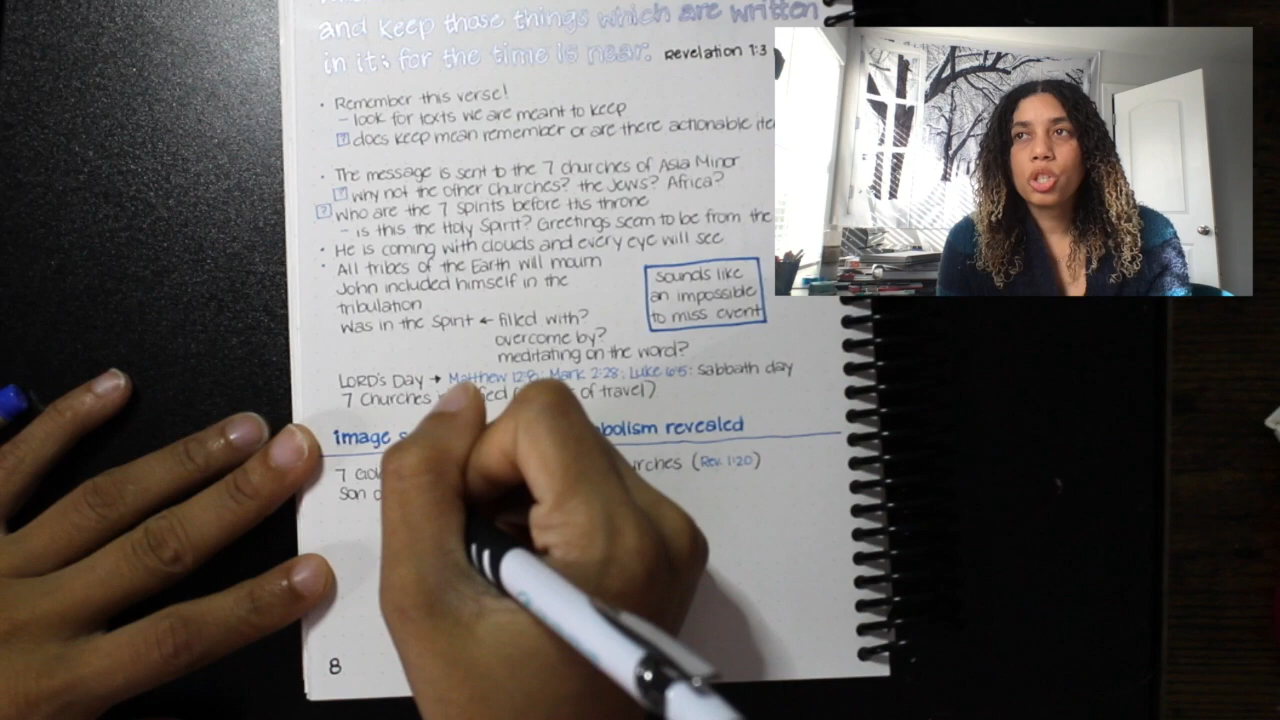 and keep those things which are written
in it; for the time is near. Revelation 1:3
• Remember this verse!
- look for texts we are meant to keep
? does keep mean remember or are there actionable ite
• The message is sent to the 7 churches of Asia Minor
? why not the other churches? the Jews? Africa?
? Who are the 7 spirits before this throne
- is this the Holy Spirit? Greetings seem to be from the
• He is coming with clouds and every eye will see
• All tribes of the Earth will mourn
John included himself in the
tribulation
sounds like
an impossible
to miss event
Was in the Spirit ← filled with?
overcome by?
meditating on the word?
LORD'S Day → Matthew 12:8; Mark 2:28; Luke 6:5: Sabbath day
7 Churches of travel)
image bolism revealed
7 rches (Rev. 1:20)
Son
8